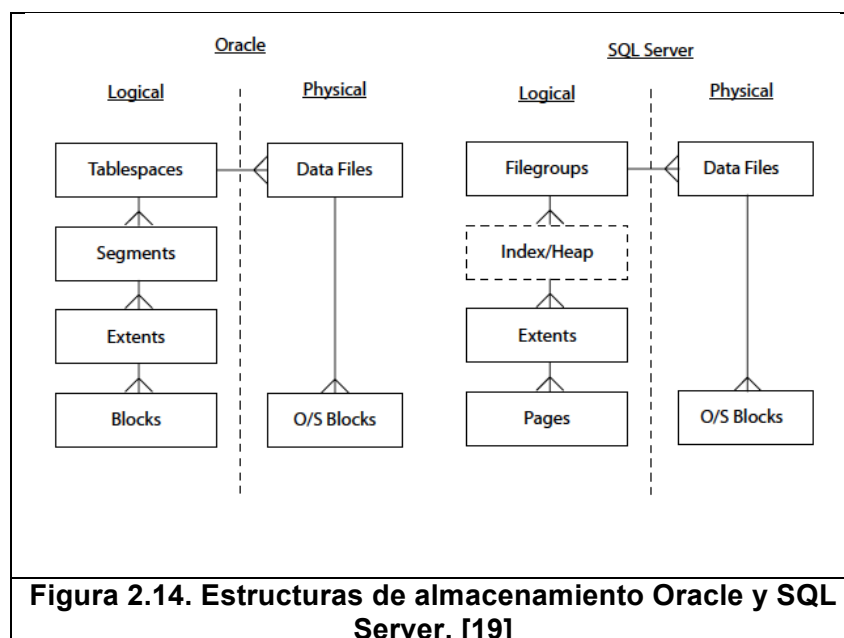 Oracle
SQL Server
Logical
Physical
Logical
Physical
Tablespaces
Data Files
Filegroups
Data Files
Segments
Index/Heap
Extents
Extents
Blocks
O/S Blocks
Pages
O/S Blocks
Figura 2.14. Estructuras de almacenamiento Oracle y SQL
Server. [19]